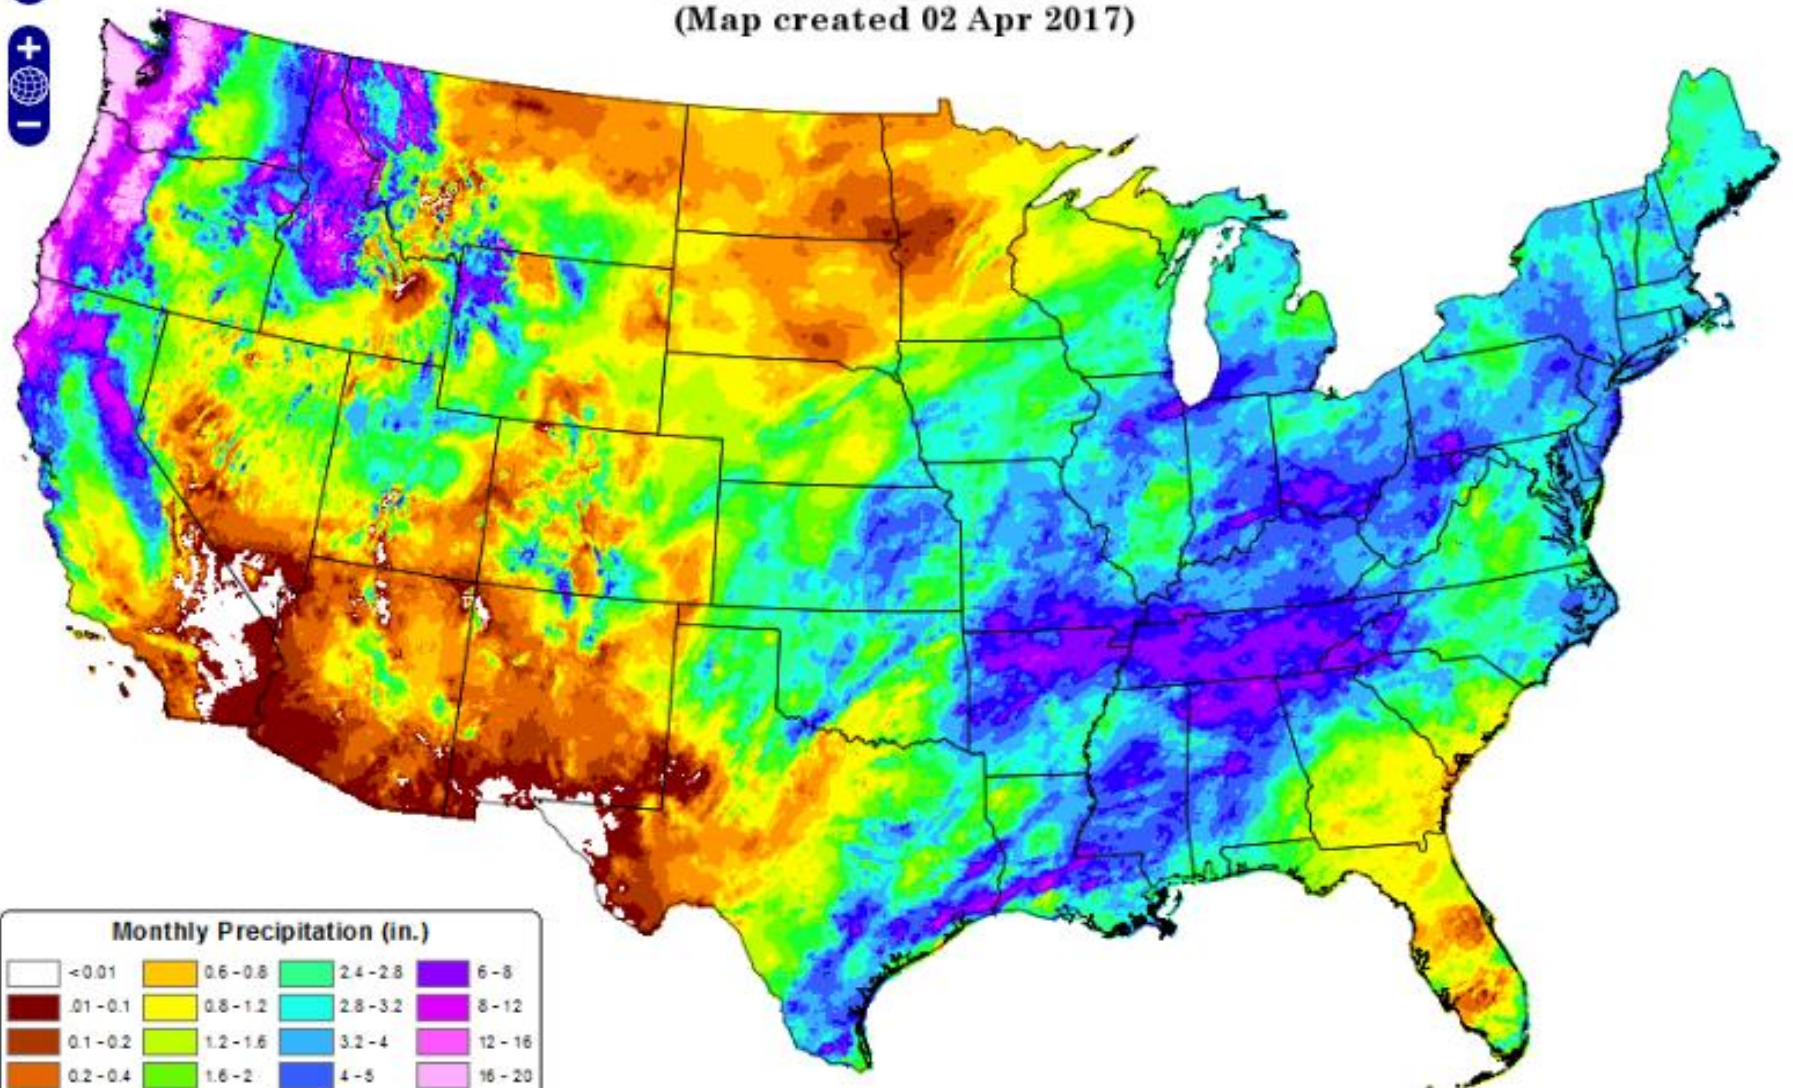 (Map created 02 Apr 2017)
+
−
Monthly Precipitation (in.)
<0.01 0.6 - 0.8 2.4 - 2.8 6 - 8
.01 - 0.1 0.8 - 1.2 2.8 - 3.2 8 - 12
0.1 - 0.2 1.2 - 1.6 3.2 - 4 12 - 16
0.2 - 0.4 1.6 - 2 4 - 5 16 - 20